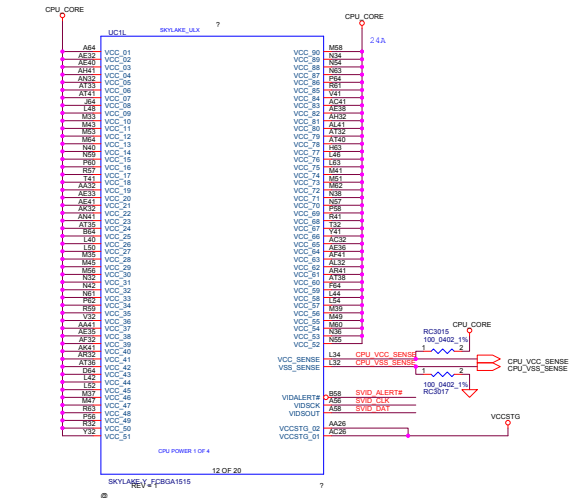 CPU_CORE
?
CPU_CORE
UC1L
SKYLAKE_ULX
24A
A64 VCC_01 VCC_90 M58
AE32 VCC_02 VCC_89 N34
AE40 VCC_03 VCC_88 N54
AH41 VCC_04 VCC_87 N63
AN32 VCC_05 VCC_86 P64
AT33 VCC_06 VCC_85 R61
AT41 VCC_07 VCC_84 V41
J64 VCC_08 VCC_83 AC41
L48 VCC_09 VCC_82 AE38
M33 VCC_10 VCC_81 AH32
M43 VCC_11 VCC_80 AL41
M53 VCC_12 VCC_79 AT32
M64 VCC_13 VCC_78 AT40
N40 VCC_14 VCC_77 H63
N59 VCC_15 VCC_76 L46
P60 VCC_16 VCC_75 L63
R57 VCC_17 VCC_74 M41
T41 VCC_18 VCC_73 M51
AA32 VCC_19 VCC_72 M62
AE33 VCC_20 VCC_71 N38
AE41 VCC_21 VCC_70 N57
AK32 VCC_22 VCC_69 P58
AN41 VCC_23 VCC_68 R41
AT35 VCC_24 VCC_67 T32
B64 VCC_25 VCC_66 Y41
L40 VCC_26 VCC_65 AC32
L50 VCC_27 VCC_64 AE36
M35 VCC_28 VCC_63 AF41
M45 VCC_29 VCC_62 AL32
M56 VCC_30 VCC_61 AR41
N32 VCC_31 VCC_60 AT38
N42 VCC_32 VCC_59 F64
N61 VCC_33 VCC_58 L44
P62 VCC_34 VCC_57 L54
R59 VCC_35 VCC_56 M39
V32 VCC_36 VCC_55 M49
AA41 VCC_37 VCC_54 M60
AE35 VCC_38 VCC_53 N36
AF32 VCC_39 VCC_52 N55
AK41 VCC_40
AR32 VCC_41
AT36 VCC_42
D64 VCC_43
L42 VCC_44
L52 VCC_45
M37 VCC_46
M47 VCC_47
R63 VCC_48
P56 VCC_49
R32 VCC_50
Y32 VCC_51
CPU_CORE
RC3015
100_0402_1%
1 2
VCC_SENSE L34 CPU_VCC_SENSE CPU_VCC_SENSE
VSS_SENSE L32 CPU_VSS_SENSE CPU_VSS_SENSE
1 2
100_0402_1%
RC3017
VIDALERT# B58 SVID_ALERT#
VIDSCK A56 SVID_CLK
VIDSOUT A58 SVID_DAT
VCCSTG
VCCSTG_02 AA26
VCCSTG_01 AC26
CPU POWER 1 OF 4
12 OF 20
SKYLAKE-Y_FCBGA1515
REV = 1
?
@